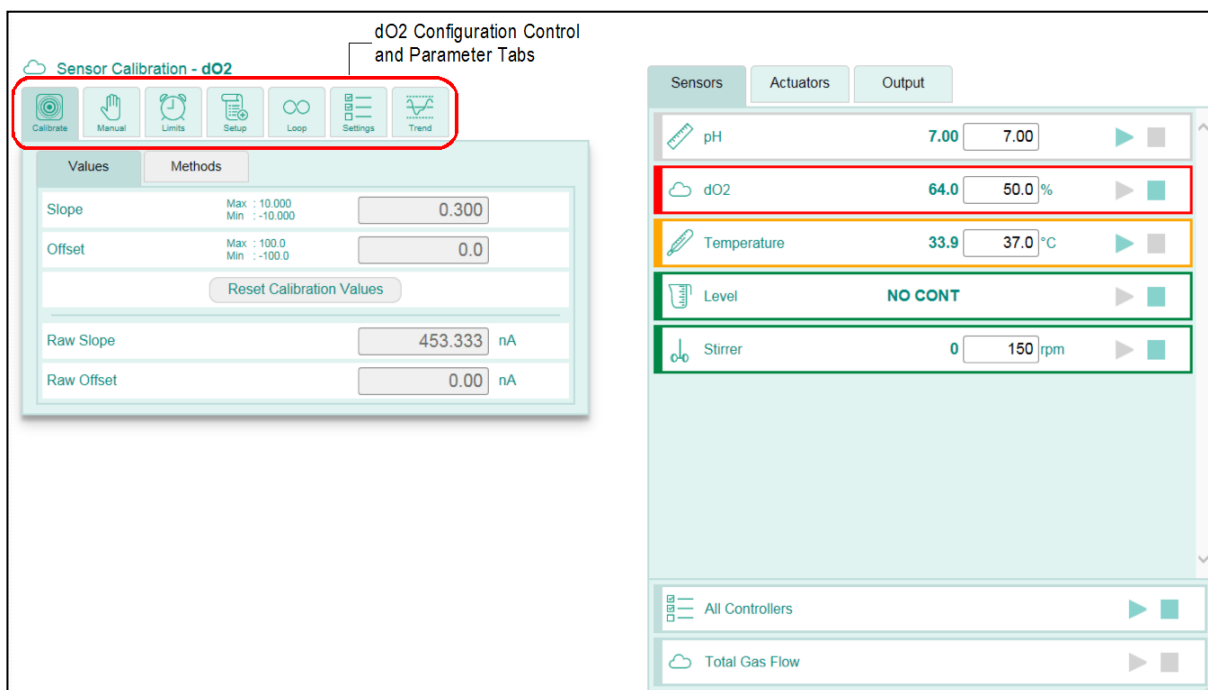 dO2 Configuration Control
and Parameter Tabs
Sensor Calibration - dO2
Calibrate Manual Limits Setup Loop Settings Trend
Values Methods
Slope Max : 10.000 0.300
Min : -10.000
Offset Max : 100.0 0.0
Min : -100.0
Reset Calibration Values
Raw Slope 453.333 nA
Raw Offset 0.00 nA
Sensors Actuators Output
pH 7.00 7.00
dO2 64.0 50.0 %
Temperature 33.9 37.0 °C
Level NO CONT
Stirrer 0 150 rpm
All Controllers
Total Gas Flow